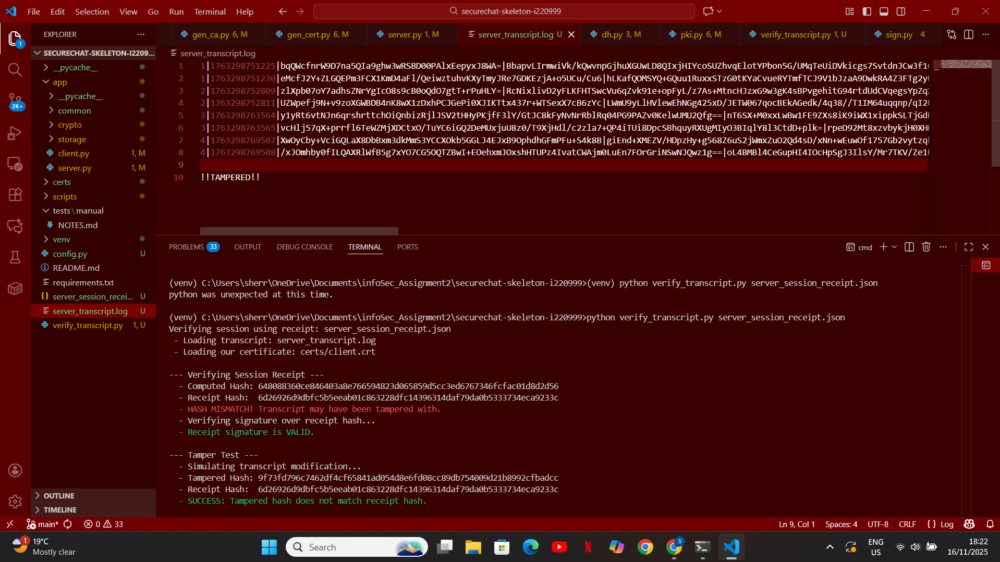 File Edit Selection View Go Run Terminal Help
securechat-skeleton-i220999
EXPLORER
gen_ca.py 6, M
gen_cert.py 6, M
server.py 1, M
server_transcript.log U
dh.py 3, M
pki.py 6, M
verify_transcript.py 1, U
sign.py 4
1
2K+
SECURECHAT-SKELETON-I2209...
__pycache__
app
__pycache__
common
crypto
storage
client.py 1, M
server.py 1, M
certs
scripts
tests\manual
NOTES.md
venv
config.py U
README.md
requirements.txt
server_session_recei... U
server_transcript.log U
verify_transcript.py 1, U
OUTLINE
TIMELINE
server_transcript.log
1 1|1763298751225|bqQWcfnrW9D7na5QIa9ghw3wRSBD00PAlxEepyxJ8WA=|BbapvLIrmwiVk/kQwvnpGjhuXGUwLD8QIxjHIYcoSUZhvqElotYPbon5G/UMqTeUiDVkicgs7SvtdnJCw3f1
2 1|1763298751230|eMcfJ2Y+ZLGQEPm3FCX1KmD4aFl/QeiwztuhvKXyTmyJRe7GDKEzjA+o5UCu/Cu6|hLKafQOMSYQ+GQuu1RuxxSTzG0tKYaCvueRYTmfTCJ9V1bJzaA9DwkRA4Z3FTg2y
3 2|1763298752809|zlXpb07oY7adhsZNrYgIcO8s9cB0oQdO7gtT+rPuHLY=|RcNixlivD2yFLKFHTSwcVu6qZvk91e+opFyL/z7As+MtncHJzxG9w3gK4sBPvgehitG94rtdUdCVqegsYpZq
4 2|1763298752811|UZWpefj9N+v9zoXGWBDB4nK8wX1zDxhPCJGePi0XJIKTtx437r+WTSexX7cB6zYc|LWmU9yLlHVlewEhNGg425xD/JETW067qocBEkAGedk/4q38//T1IM64uqqnp/qI2
5 3|1763298763564|y1yRt6vtNJn6qrshrttchOiQnbizRjlJSV2tHHyPKjfF3lY/GtJC8kFyNvNrRblRq04PG9PAZv0KelwUMU2Qfg==|nT6SX+M0xxLwBw1FE9ZXs8iK9iWX1xippkSLTjGd
6 3|1763298763565|vcHlj57qX+prrfl6TeWZMjXDCtxO/TuYC6iGQ2DeMUxjuU8z0/T9XjHdl/c2zla7+QP4iTUi8DpcSBhquyRXUgMIyO3BIqlY8l3CtdD+plk=|rpeD92Mt8xzvbykjH0XH
7 4|1763298769507|XwOyCby+VciGQLaX8DbBxm3dkMmS3YCCXOkb5GGLJ4EJxB9OphdhGFmPFu+S4k8B|giEnd+XMEZV/HDpzHy+g568Z6uS2jWmxZuO2Qd4sD/xNn+wEuwOf1757Gb2vytzq
8 4|1763298769508|/xJOmhby0fILQAXRlWfB5g7xYO7CG5OQTZBwI+EOehxmJOxshHTUPz4IvatCWAjm0LuEn7FOrGriNSwNJQwz1g==|oL4BMBl4CeGupHI4IOcHpSgJ3IlsY/Mr7TKV/Ze1
9
10 !!TAMPERED!!
PROBLEMS 33 OUTPUT DEBUG CONSOLE TERMINAL PORTS
cmd
(venv) C:\Users\sherr\OneDrive\Documents\infoSec_Assignment2\securechat-skeleton-i220999>(venv) python verify_transcript.py server_session_receipt.json
python was unexpected at this time.
(venv) C:\Users\sherr\OneDrive\Documents\infoSec_Assignment2\securechat-skeleton-i220999>python verify_transcript.py server_session_receipt.json
Verifying session using receipt: server_session_receipt.json
- Loading transcript: server_transcript.log
- Loading our certificate: certs/client.crt
--- Verifying Session Receipt ---
- Computed Hash: 648088360ce846403a8e766594823d065859d5cc3ed6767346fcfac01d8d2d56
- Receipt Hash: 6d26926d9dbfc5b5eeab01c863228dfc14396314daf79da0b5333734eca9233c
- HASH MISMATCH! Transcript may have been tampered with.
- Verifying signature over receipt hash...
- Receipt signature is VALID.
--- Tamper Test ---
- Simulating transcript modification...
- Tampered Hash: 9f73fd796c7462df4cf65841ad054d8e6fd08cc89db754009d21b8992cfbadcc
- Receipt Hash: 6d26926d9dbfc5b5eeab01c863228dfc14396314daf79da0b5333734eca9233c
- SUCCESS: Tampered hash does not match receipt hash.
main* 0 33
Ln 9, Col 1 Spaces: 4 UTF-8 CRLF {} Log
1
19°C
Mostly clear
Search
S
ENG
US
18:22
16/11/2025